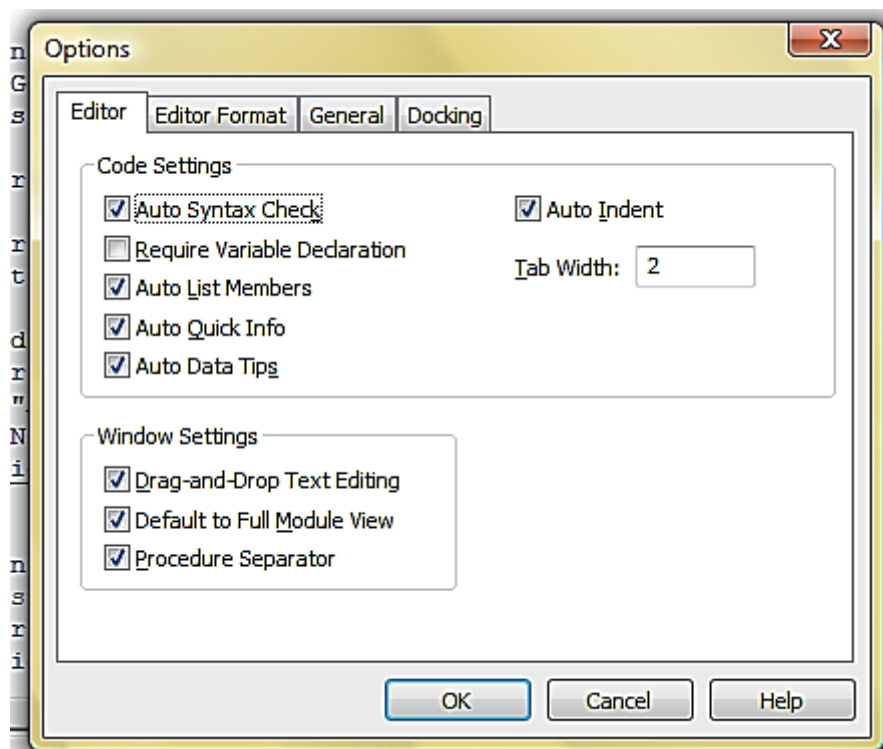 Options
X
Editor Editor Format General Docking
Code Settings
Auto Syntax Check
Auto Indent
Require Variable Declaration
Tab Width: 2
Auto List Members
Auto Quick Info
Auto Data Tips
Window Settings
Drag-and-Drop Text Editing
Default to Full Module View
Procedure Separator
OK Cancel Help
n
G
s
r
r
t
d
r
"
N
i
n
s
r
i